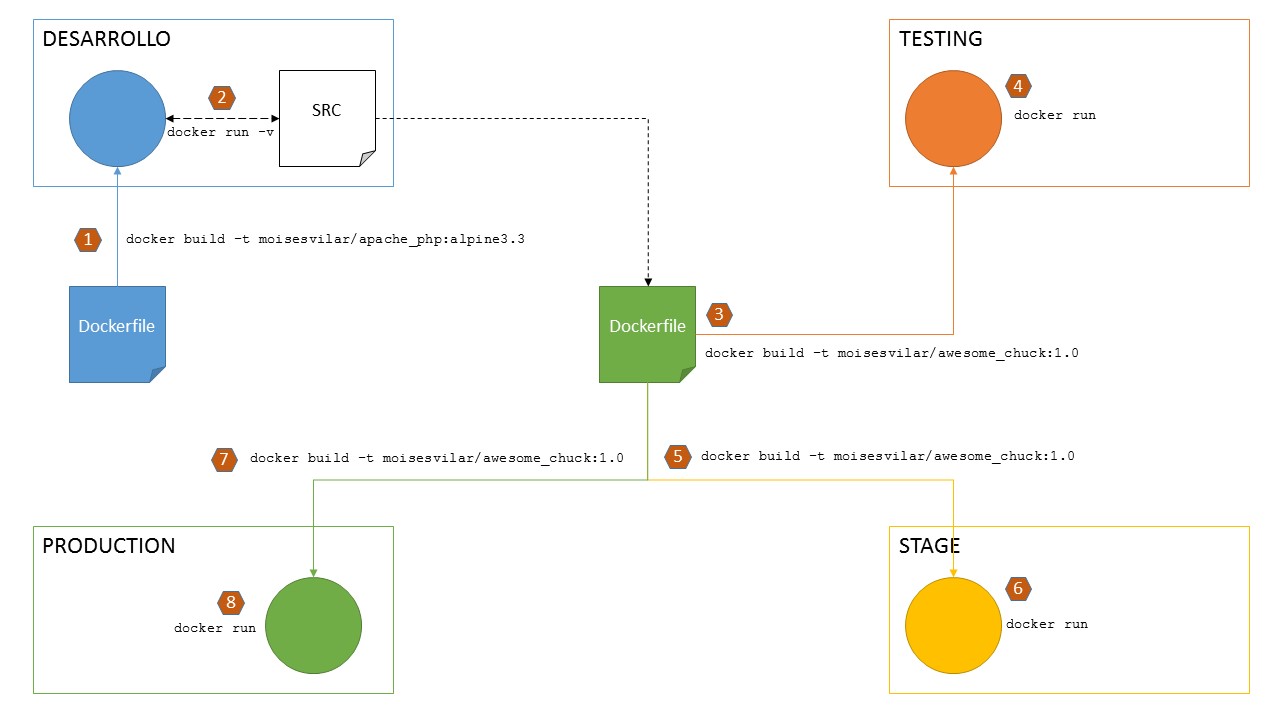 DESARROLLO
2
docker run -v
SRC
TESTING
4
docker run
1
docker build -t moisesvilar/apache_php:alpine3.3
Dockerfile
Dockerfile
3
docker build -t moisesvilar/awesome_chuck:1.0
7
docker build -t moisesvilar/awesome_chuck:1.0
5
docker build -t moisesvilar/awesome_chuck:1.0
PRODUCTION
8
docker run
STAGE
6
docker run